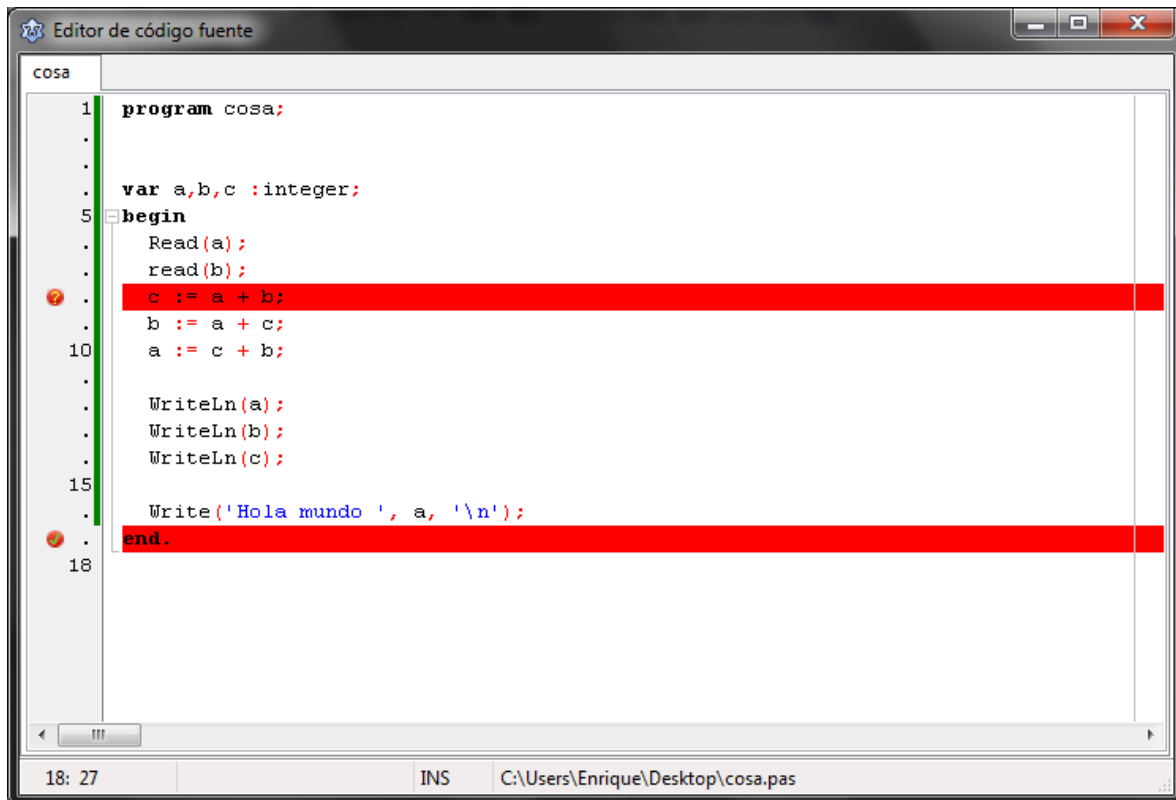 Editor de código fuente
cosa
1 program cosa;
.
.
. var a,b,c :integer;
5 begin
. Read(a);
. read(b);
. c := a + b;
. b := a + c;
10 a := c + b;
.
. WriteLn(a);
. WriteLn(b);
. WriteLn(c);
15
. Write('Hola mundo ', a, '\n');
. end.
18
18: 27 INS C:\Users\Enrique\Desktop\cosa.pas